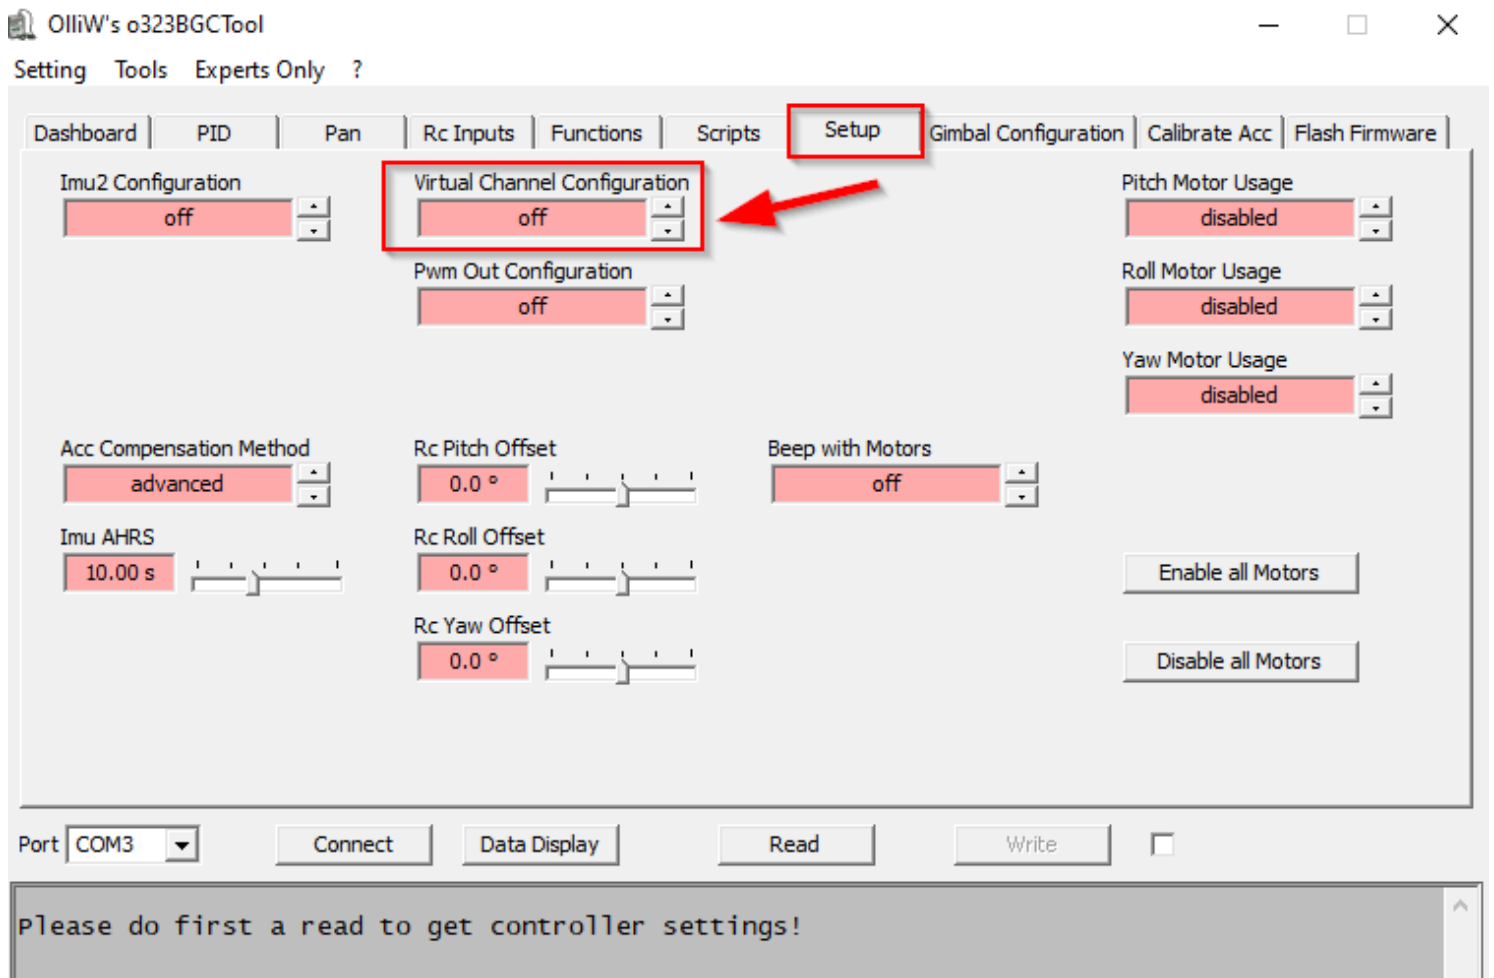 OlliW's o323BGCTool
Setting Tools Experts Only ?
Dashboard PID Pan Rc Inputs Functions Scripts Setup Gimbal Configuration Calibrate Acc Flash Firmware
Imu2 Configuration Virtual Channel Configuration Pitch Motor Usage
off off disabled
Pwm Out Configuration Roll Motor Usage
off disabled
Yaw Motor Usage
disabled
Acc Compensation Method Rc Pitch Offset Beep with Motors
advanced 0.0 ° off
Imu AHRS Rc Roll Offset
10.00 s 0.0 ° Enable all Motors
Rc Yaw Offset
0.0 ° Disable all Motors
Port COM3 Connect Data Display Read Write
Please do first a read to get controller settings!